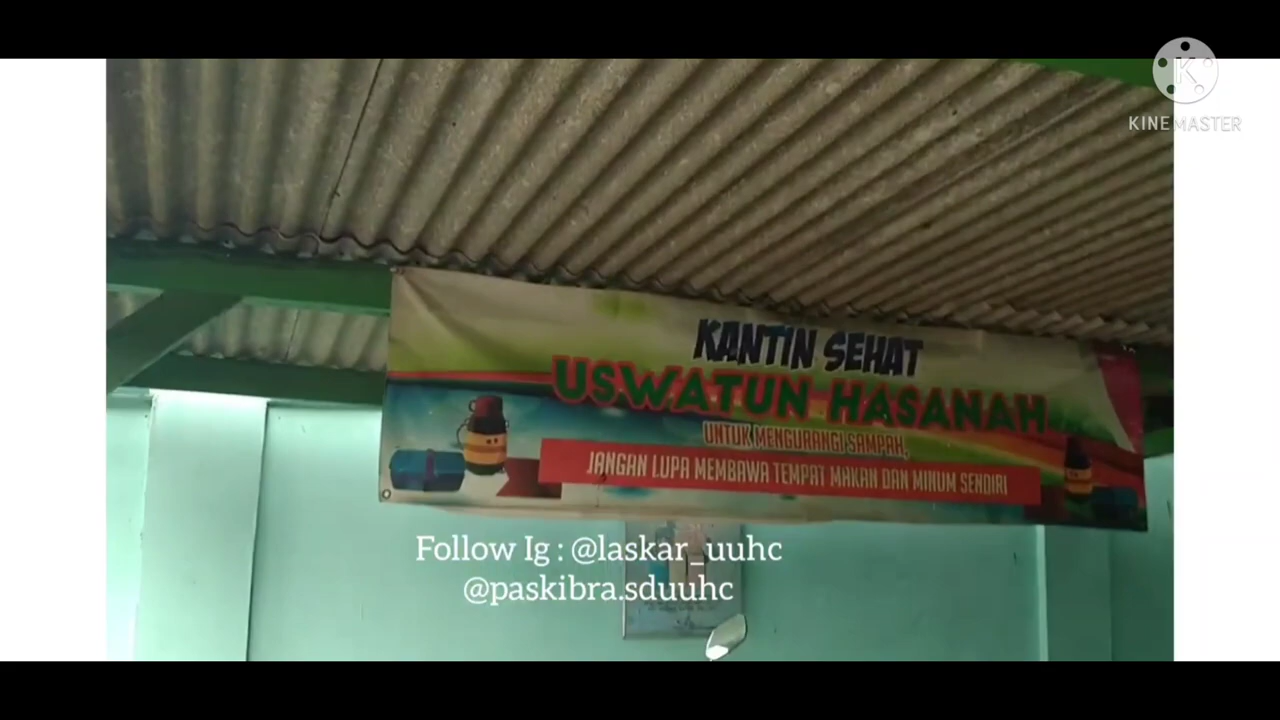 K
KINEMASTER
KANTIN SEHAT
USWATUN HASANAH
UNTUK MENGURANGI SAMPAH,
JANGAN LUPA MEMBAWA TEMPAT MAKAN DAN MINUM SENDIRI
Follow Ig : @laskar_uuhc
@paskibra.sduuhc